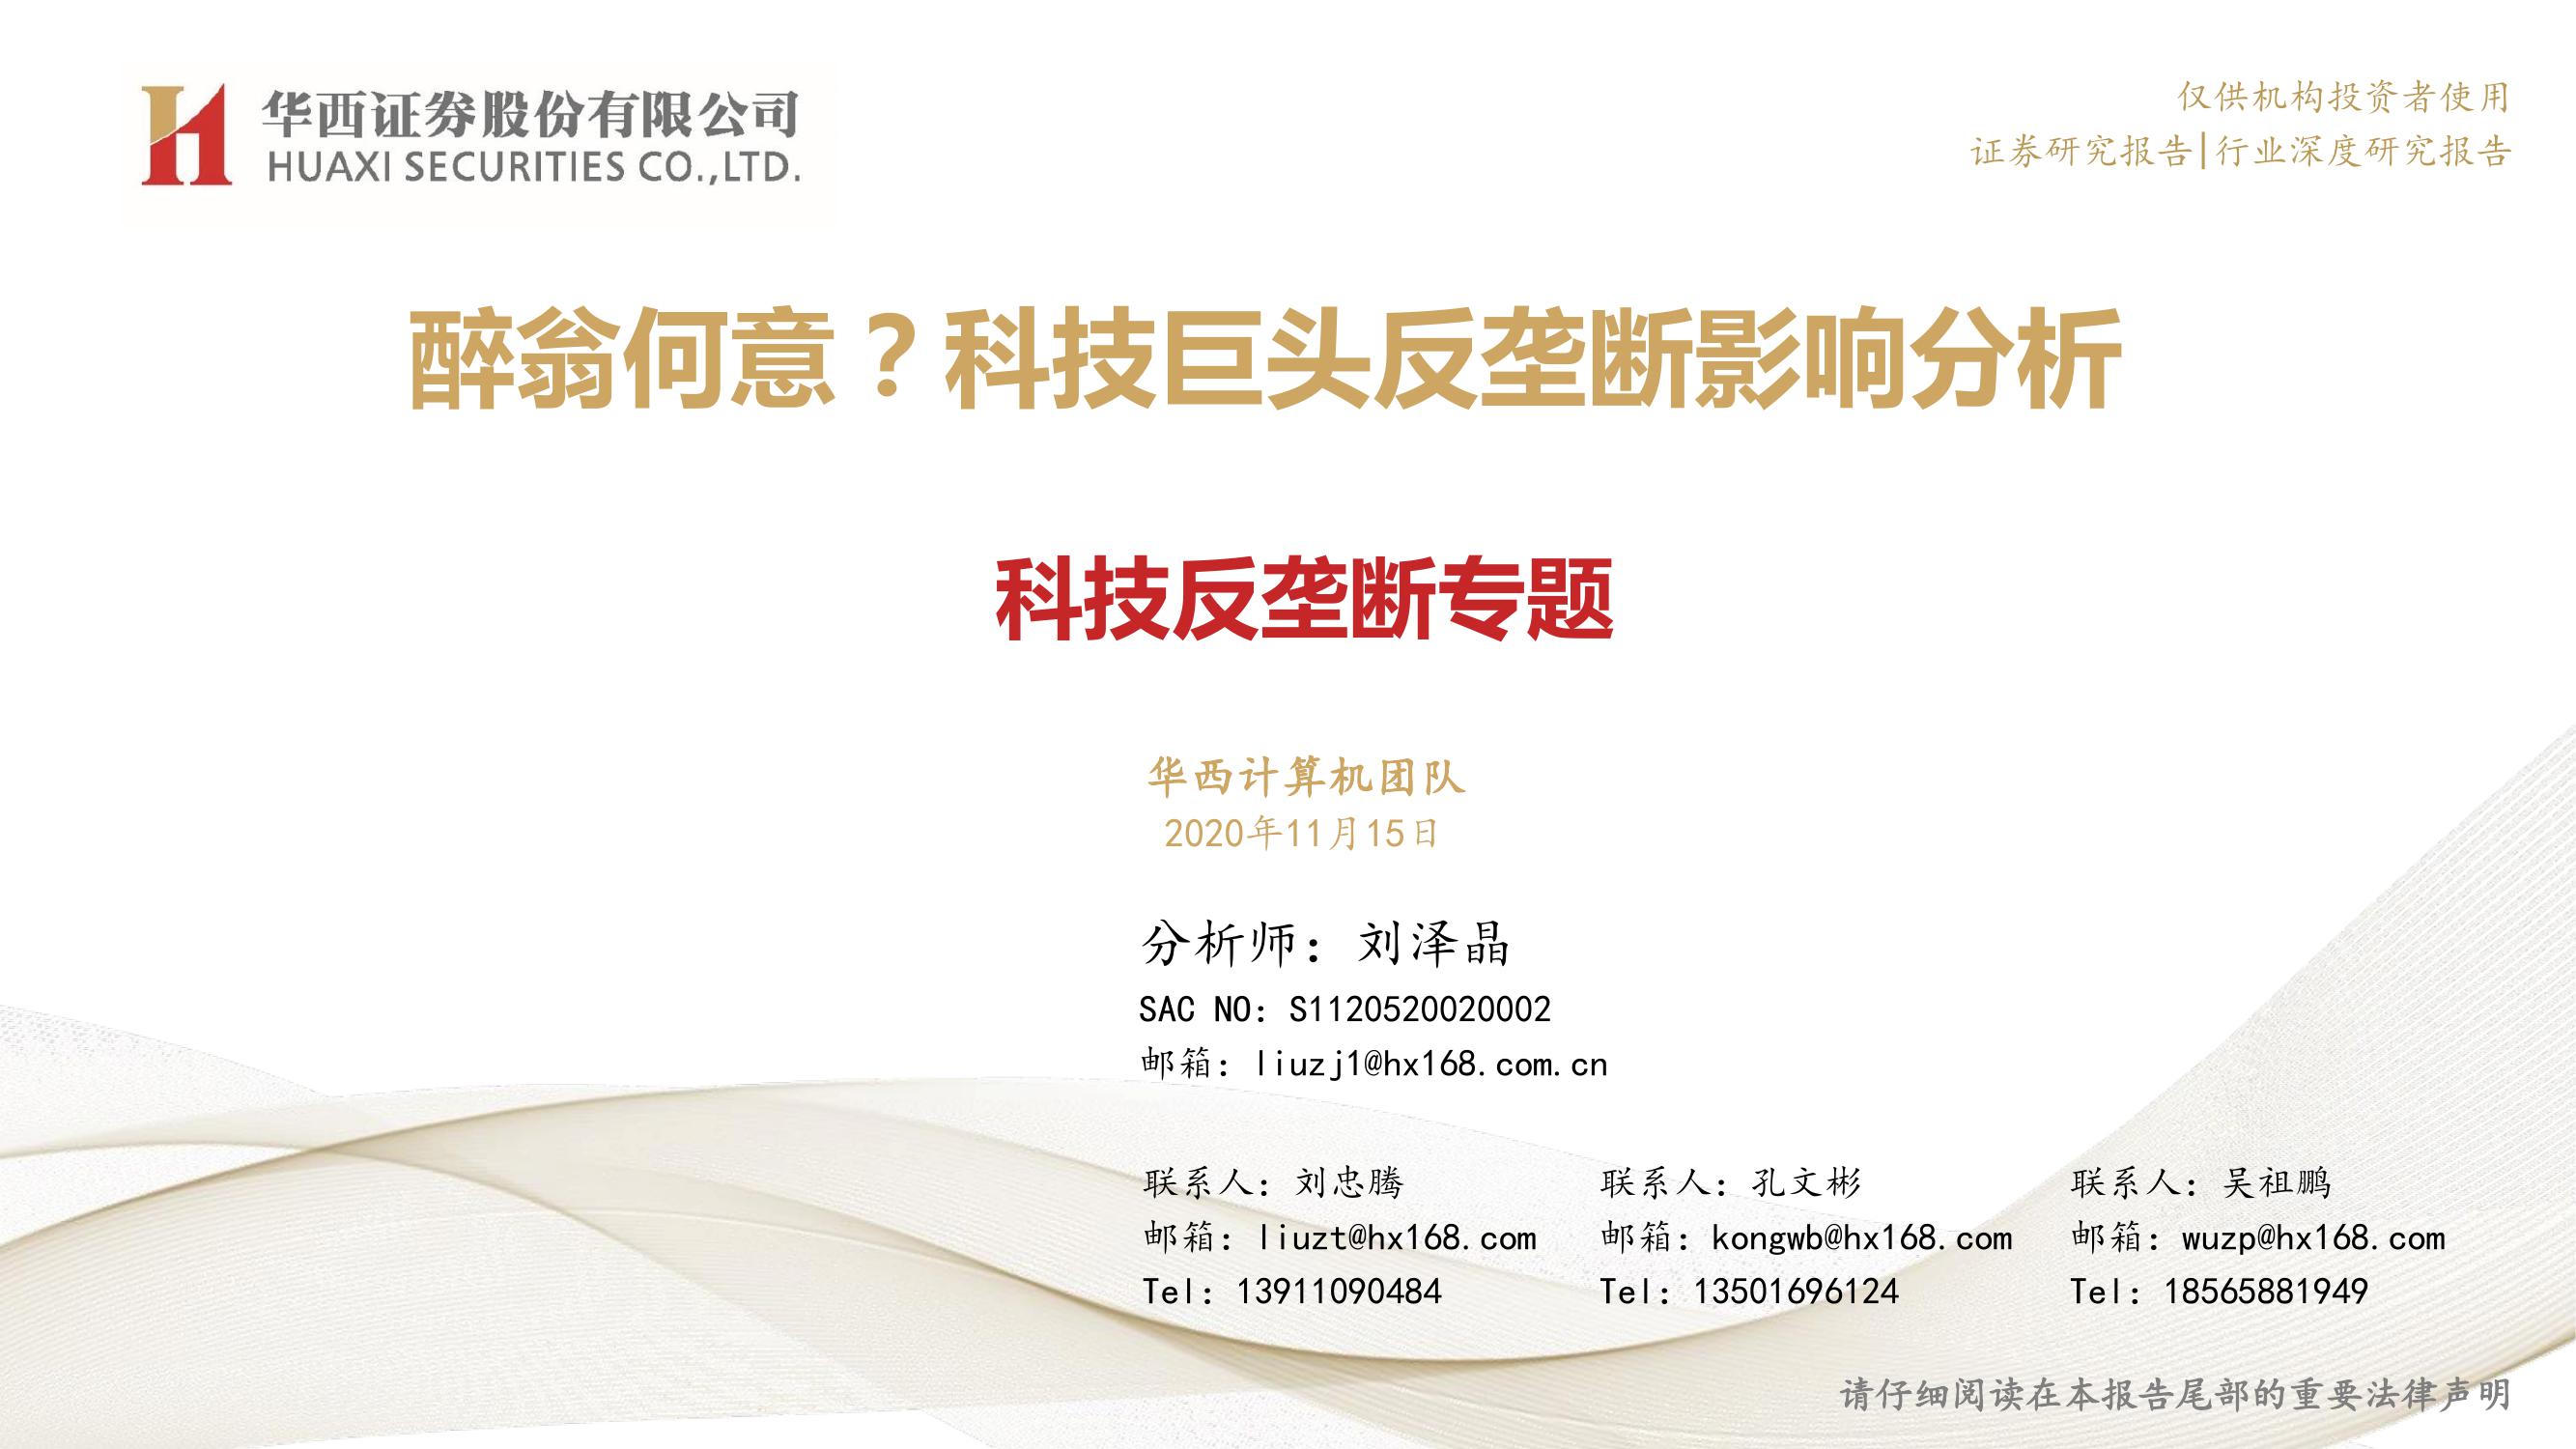 华西证券股份有限公司
HUAXI SECURITIES CO.,LTD.
仅供机构投资者使用
证券研究报告|行业深度研究报告
醉翁何意？科技巨头反垄断影响分析
科技反垄断专题
华西计算机团队
2020年11月15日
分析师：刘泽晶
SAC NO：S1120520020002
邮箱：liuzj1@hx168.com.cn
联系人：刘忠腾
邮箱：liuzt@hx168.com
Tel：13911090484
联系人：孔文彬
邮箱：kongwb@hx168.com
Tel：13501696124
联系人：吴祖鹏
邮箱：wuzp@hx168.com
Tel：18565881949
请仔细阅读在本报告尾部的重要法律声明